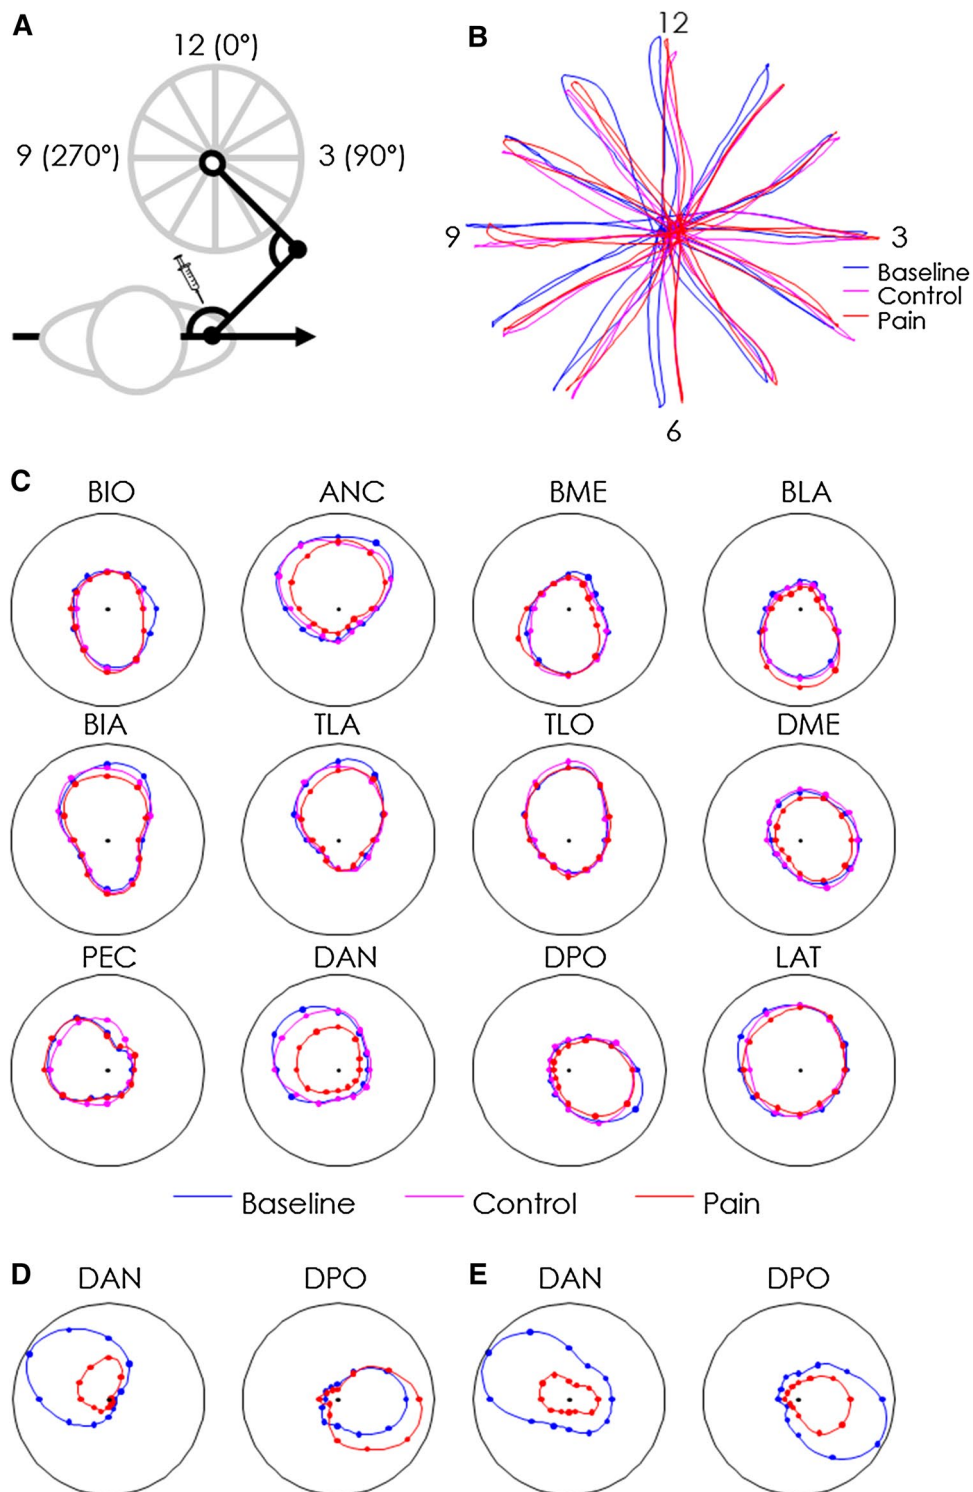 A
12 (0°)
9 (270°)
3 (90°)
B
12
9
3
6
Baseline
Control
Pain
C
BIO
ANC
BME
BLA
BIA
TLA
TLO
DME
PEC
DAN
DPO
LAT
Baseline
Control
Pain
D
DAN
DPO
E
DAN
DPO